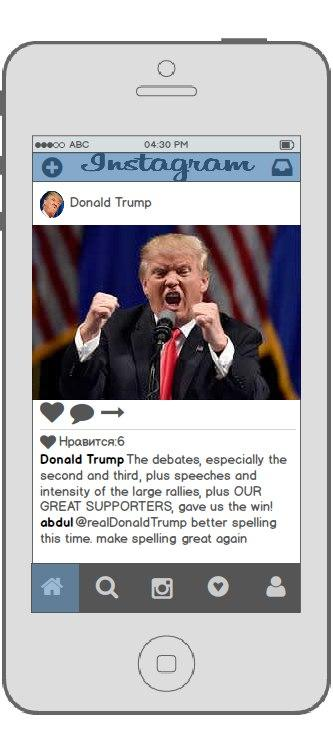 ABC 04:30 PM
Instagram
Donald Trump
Нравится:6
Donald Trump The debates, especially the
second and third, plus speeches and
intensity of the large rallies, plus OUR
GREAT SUPPORTERS, gave us the win!
abdul @realDonaldTrump better spelling
this time. make spelling great again